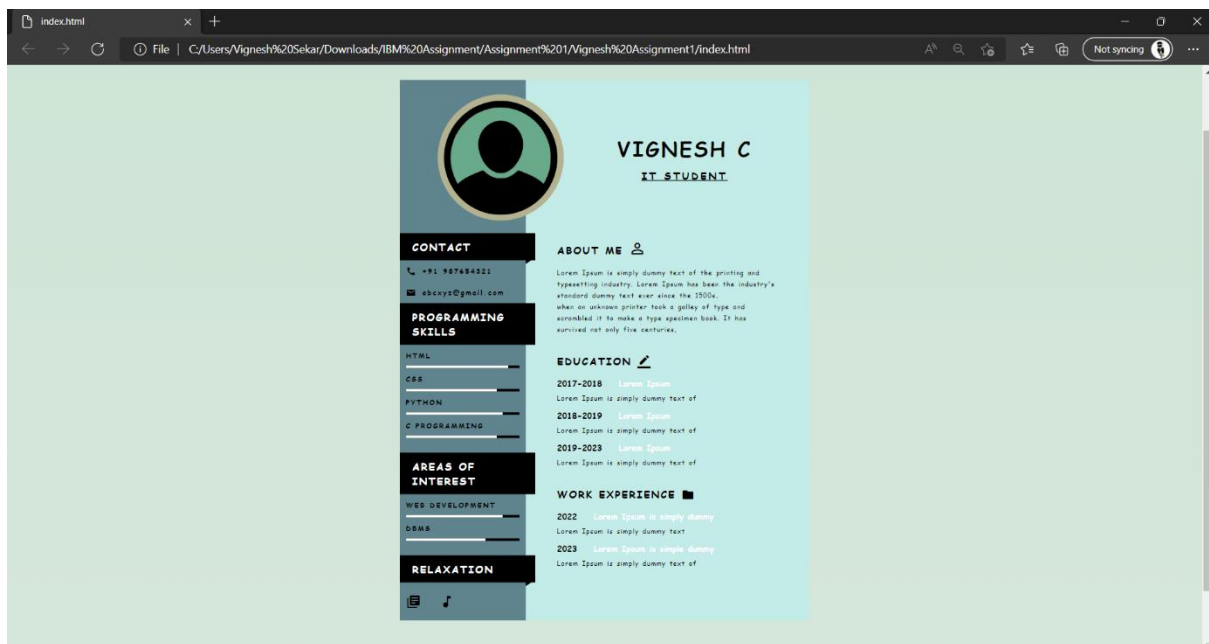 index.html
File | C:/Users/Vignesh%20Sekar/Downloads/IBM%20Assignment/Assignment%201/Vignesh%20Assignment1/index.html
Not syncing
VIGNESH C
IT STUDENT
CONTACT
+91 987654321
abcxyz@gmail.com
PROGRAMMING
SKILLS
HTML
CSS
PYTHON
C PROGRAMMING
AREAS OF
INTEREST
WEB DEVELOPMENT
DBMS
RELAXATION
ABOUT ME
Lorem Ipsum is simply dummy text of the printing and
typesetting industry. Lorem Ipsum has been the industry's
standard dummy text ever since the 1500s,
when an unknown printer took a galley of type and
scrambled it to make a type specimen book. It has
survived not only five centuries,
EDUCATION
2017-2018 Lorem Ipsum
Lorem Ipsum is simply dummy text of
2018-2019 Lorem Ipsum
Lorem Ipsum is simply dummy text of
2019-2023 Lorem Ipsum
Lorem Ipsum is simply dummy text of
WORK EXPERIENCE
2022 Lorem Ipsum is simply dummy
Lorem Ipsum is simply dummy text
2023 Lorem Ipsum is simple dummy
Lorem Ipsum is simply dummy text of